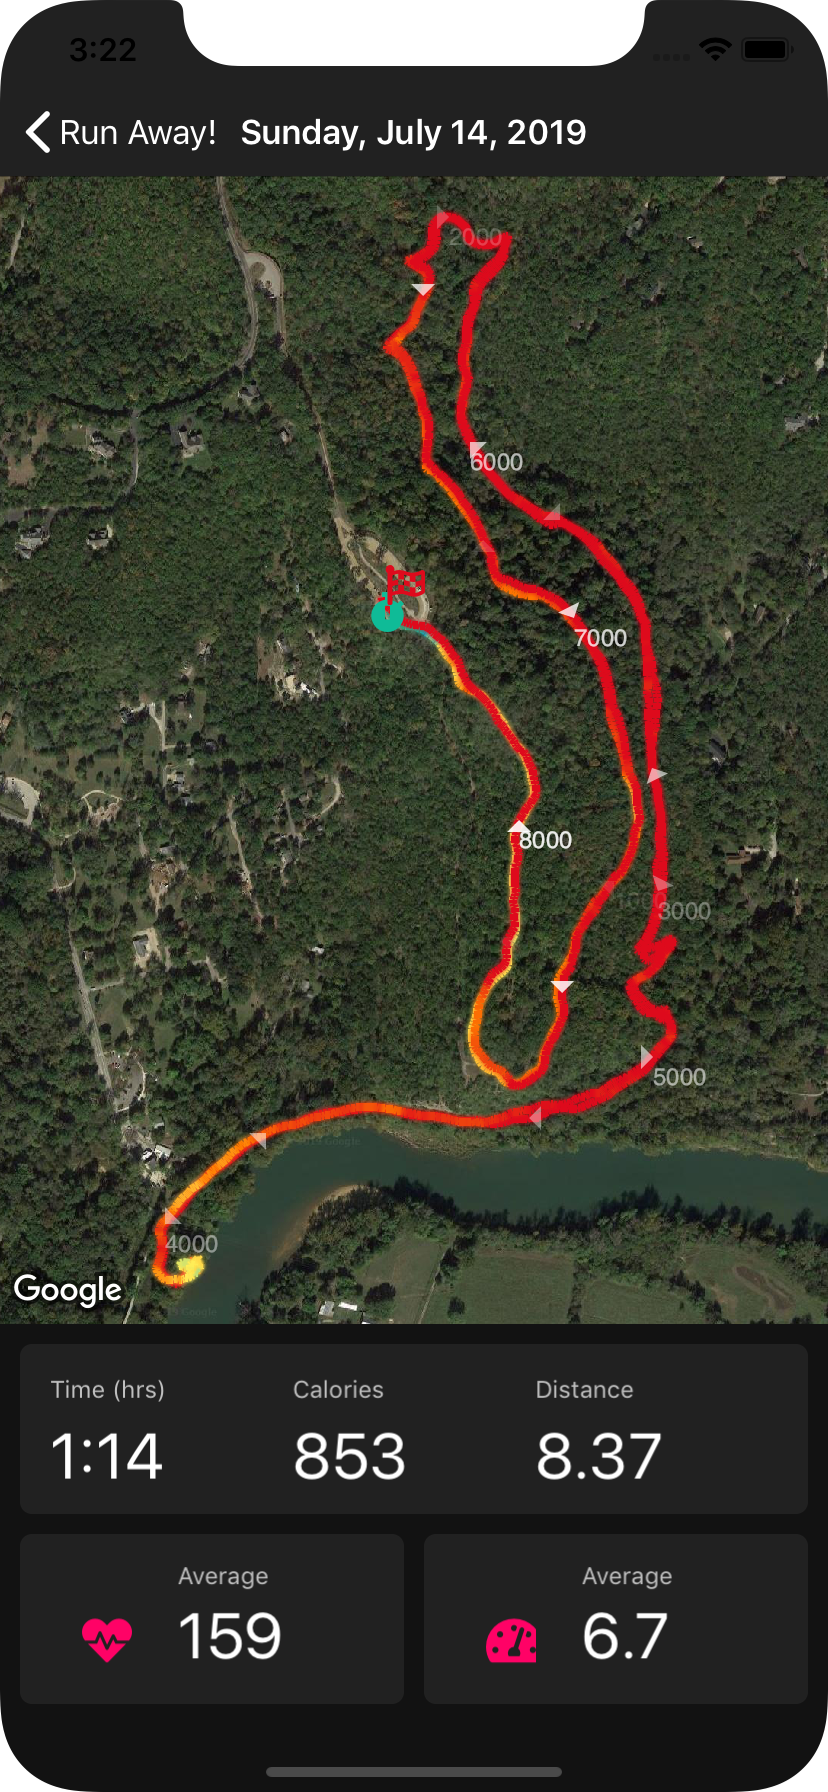 3:22
Run Away! Sunday, July 14, 2019
2000
6000
7000
8000
3000
5000
4000
Google
Time (hrs) Calories Distance
1:14 853 8.37
Average Average
159 6.7